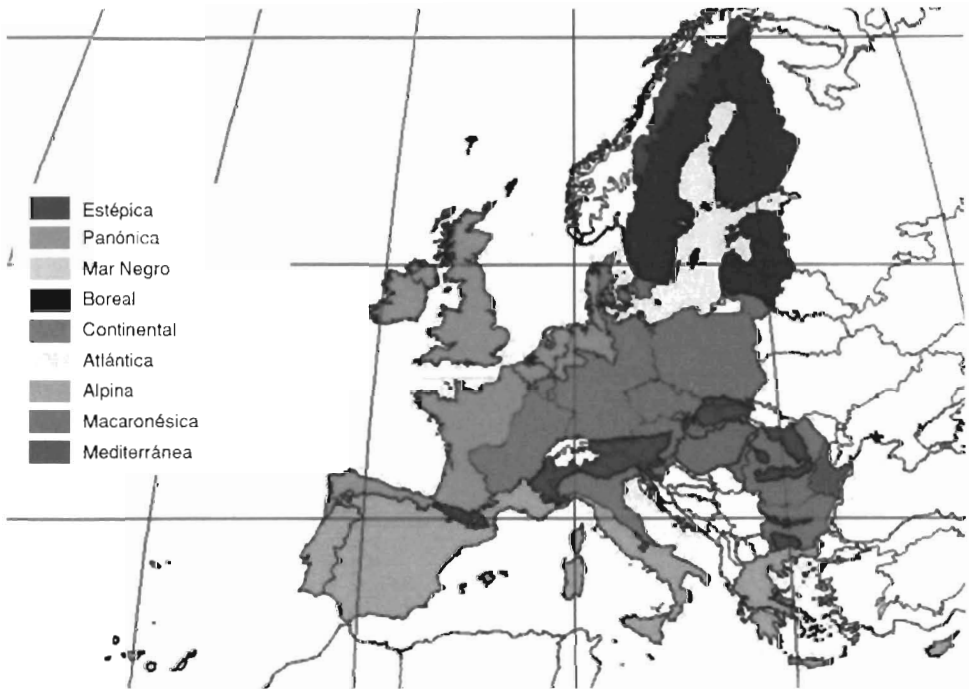 Estépica
Panónica
Mar Negro
Boreal
Continental
Atlántica
Alpina
Macaronésica
Mediterránea